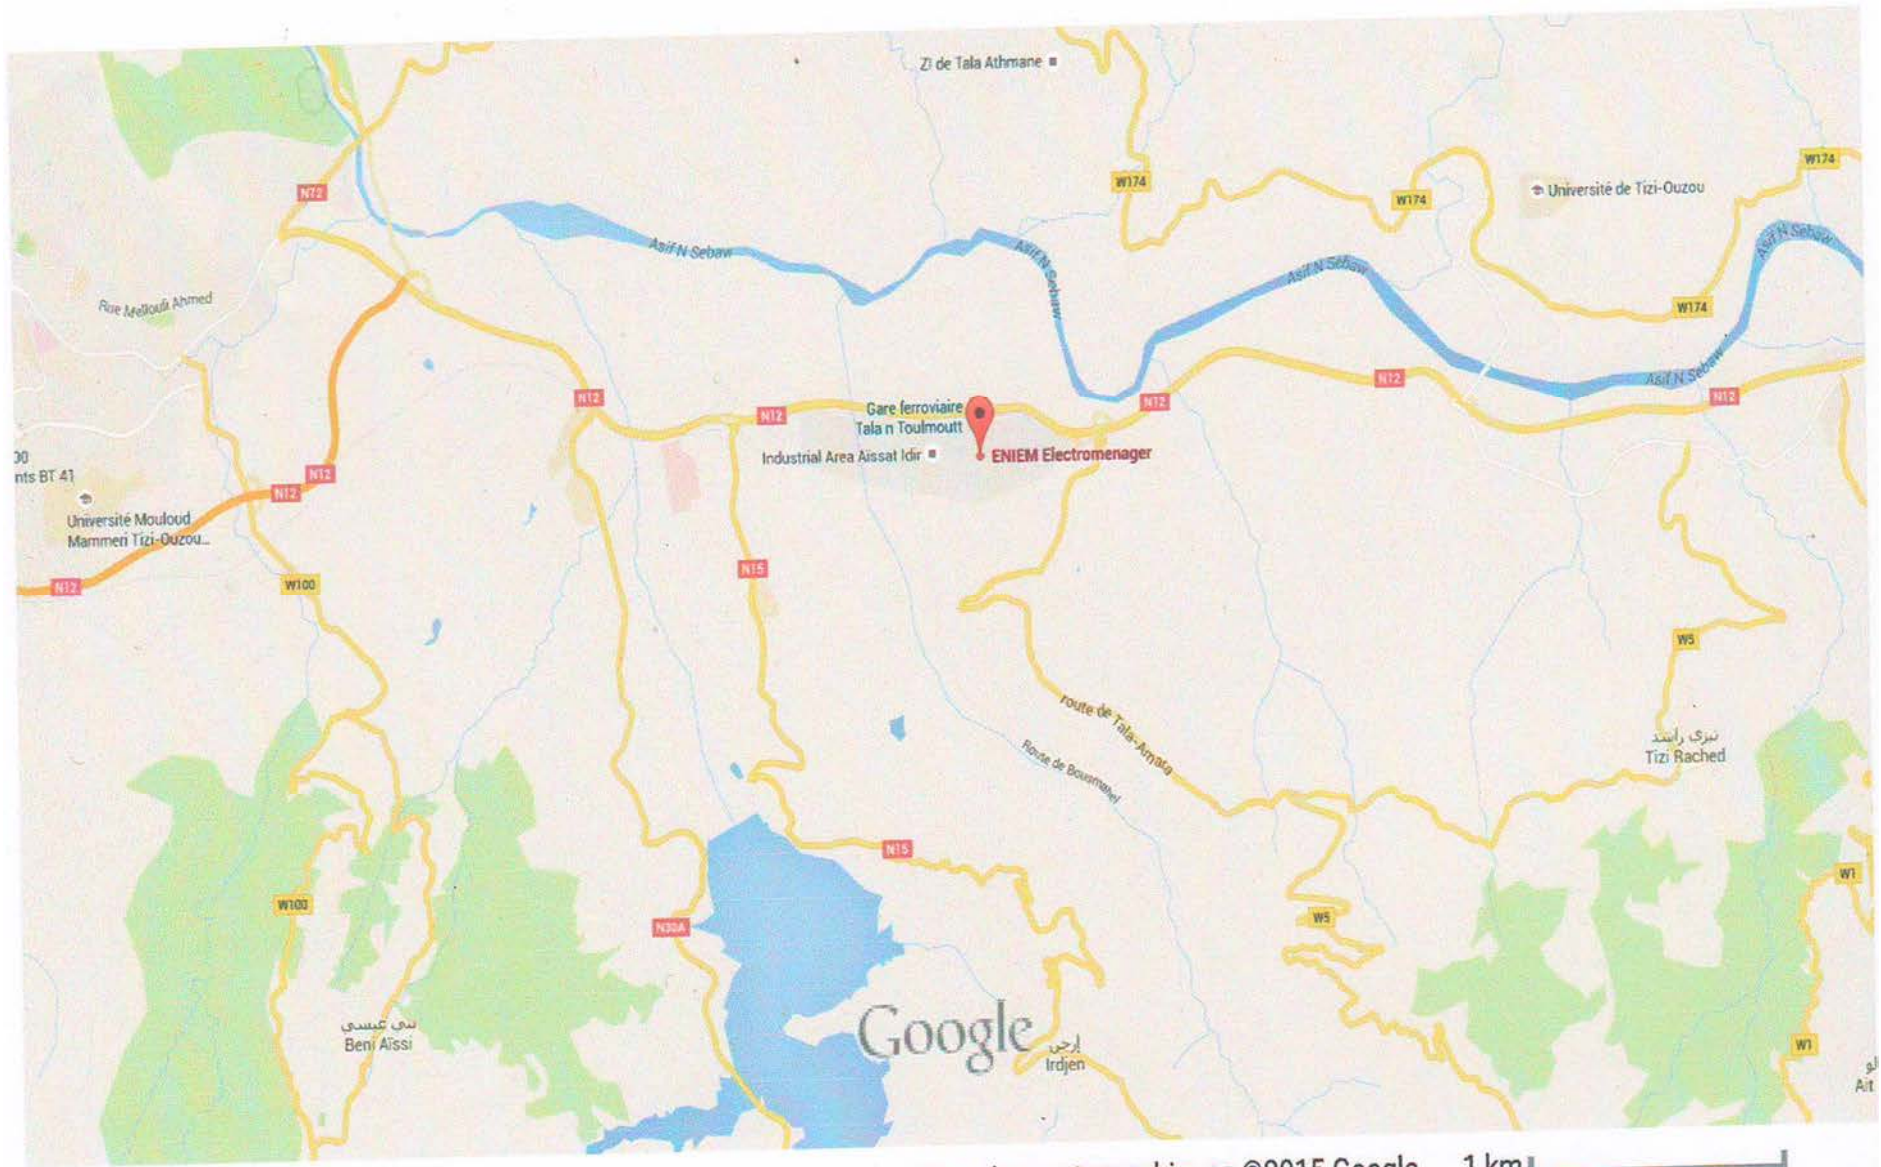 ZI de Tala Athmane
W174
W174
W174
Université de Tizi-Ouzou
N72
Asif N Sebaw
Asif N Sebaw
Asif N Sebaw
Asif N Sebaw
Rue Mellouk Ahmed
W174
Asif N Sebaw
N12
N12
N12
N12
N12
Gare ferroviaire
Tala n Toulmoutt
Industrial Area Aissat Idir
ENIEM Electromenager
00
nts BT 41
N12
N12
Université Mouloud
Mammeri Tizi-Ouzou...
N12
W100
N15
W5
route de Tala-Amara
Route de Bousmahel
تيزي راشد
Tizi Rached
N15
W1
W100
N30A
W5
Google
بني عيسي
Beni Aïssi
إرجن
Irdjen
W1
Ait
©2015 Google
1 km